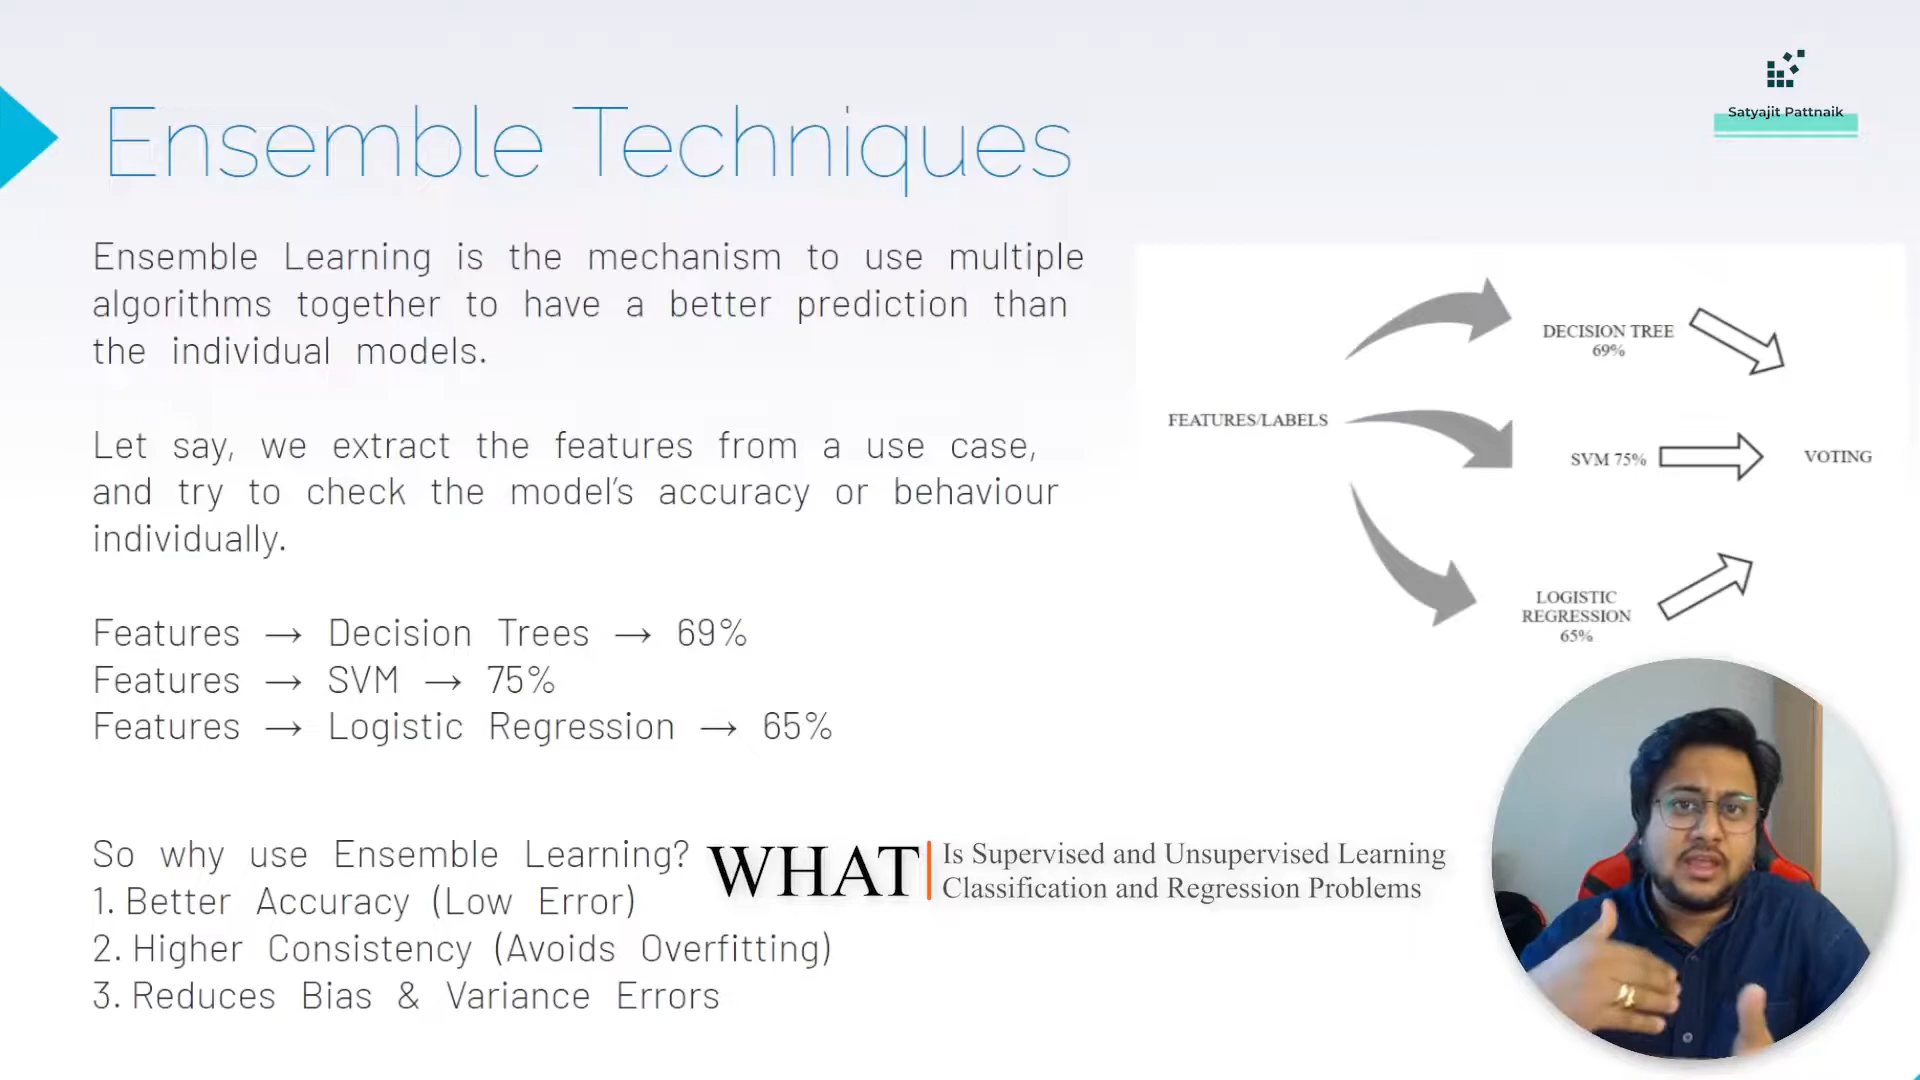 Satyajit Pattnaik
Ensemble Techniques
Ensemble Learning is the mechanism to use multiple
algorithms together to have a better prediction than
the individual models.
Let say, we extract the features from a use case,
and try to check the model's accuracy or behaviour
individually.
Features → Decision Trees → 69%
Features → SVM → 75%
Features → Logistic Regression → 65%
So why use Ensemble Learning?
1. Better Accuracy (Low Error)
2. Higher Consistency (Avoids Overfitting)
3. Reduces Bias & Variance Errors
FEATURES/LABELS
DECISION TREE
69%
SVM 75%
LOGISTIC
REGRESSION
65%
VOTING
WHAT
Is Supervised and Unsupervised Learning
Classification and Regression Problems